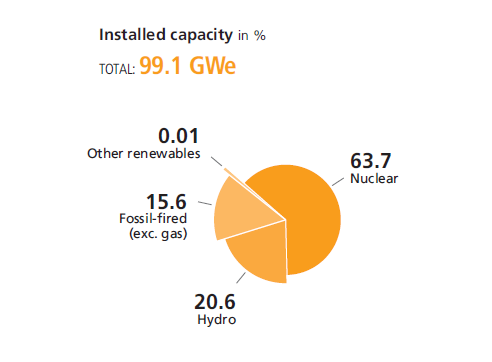 Installed capacity in %
TOTAL: 99.1 GWe
0.01
Other renewables
63.7
Nuclear
15.6
Fossil-fired
(exc. gas)
20.6
Hydro